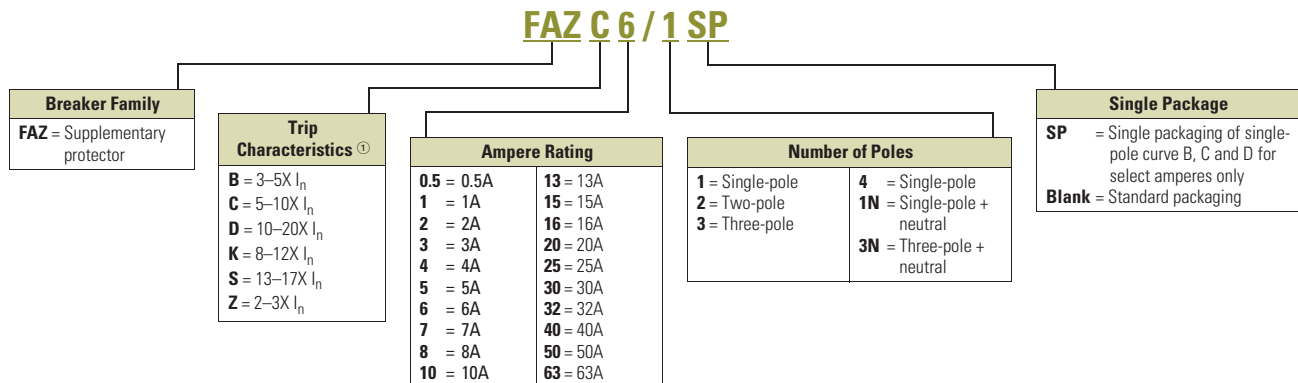 FAZ C 6 / 1 SP
Breaker Family
FAZ = Supplementary
protector
Trip
Characteristics ①
B = 3–5X In
C = 5–10X In
D = 10–20X In
K = 8–12X In
S = 13–17X In
Z = 2–3X In
Ampere Rating
0.5 = 0.5A
1 = 1A
2 = 2A
3 = 3A
4 = 4A
5 = 5A
6 = 6A
7 = 7A
8 = 8A
10 = 10A
13 = 13A
15 = 15A
16 = 16A
20 = 20A
25 = 25A
30 = 30A
32 = 32A
40 = 40A
50 = 50A
63 = 63A
Number of Poles
1 = Single-pole
2 = Two-pole
3 = Three-pole
4 = Single-pole
1N = Single-pole +
neutral
3N = Three-pole +
neutral
Single Package
SP = Single packaging of single-
pole curve B, C and D for
select amperes only
Blank = Standard packaging